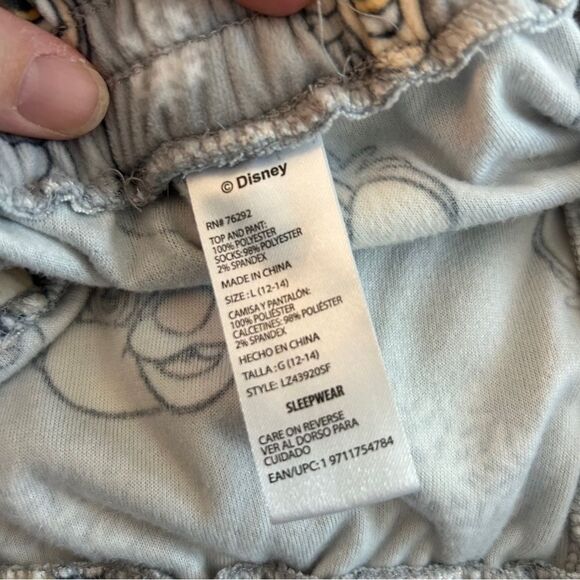 © Disney
RN# 76292
TOP AND PANT:
100% POLYESTER
SOCKS: 98% POLYESTER
2% SPANDEX
MADE IN CHINA
SIZE : L (12-14)
CAMISA Y PANTALÓN:
100% POLIÉSTER
CALCETINES: 98% POLIÉSTER
2% SPANDEX
HECHO EN CHINA
TALLA : G (12-14)
STYLE: LZ43920SF
SLEEPWEAR
CARE ON REVERSE
VER AL DORSO PARA
CUIDADO
EAN/UPC: 1 9711754784